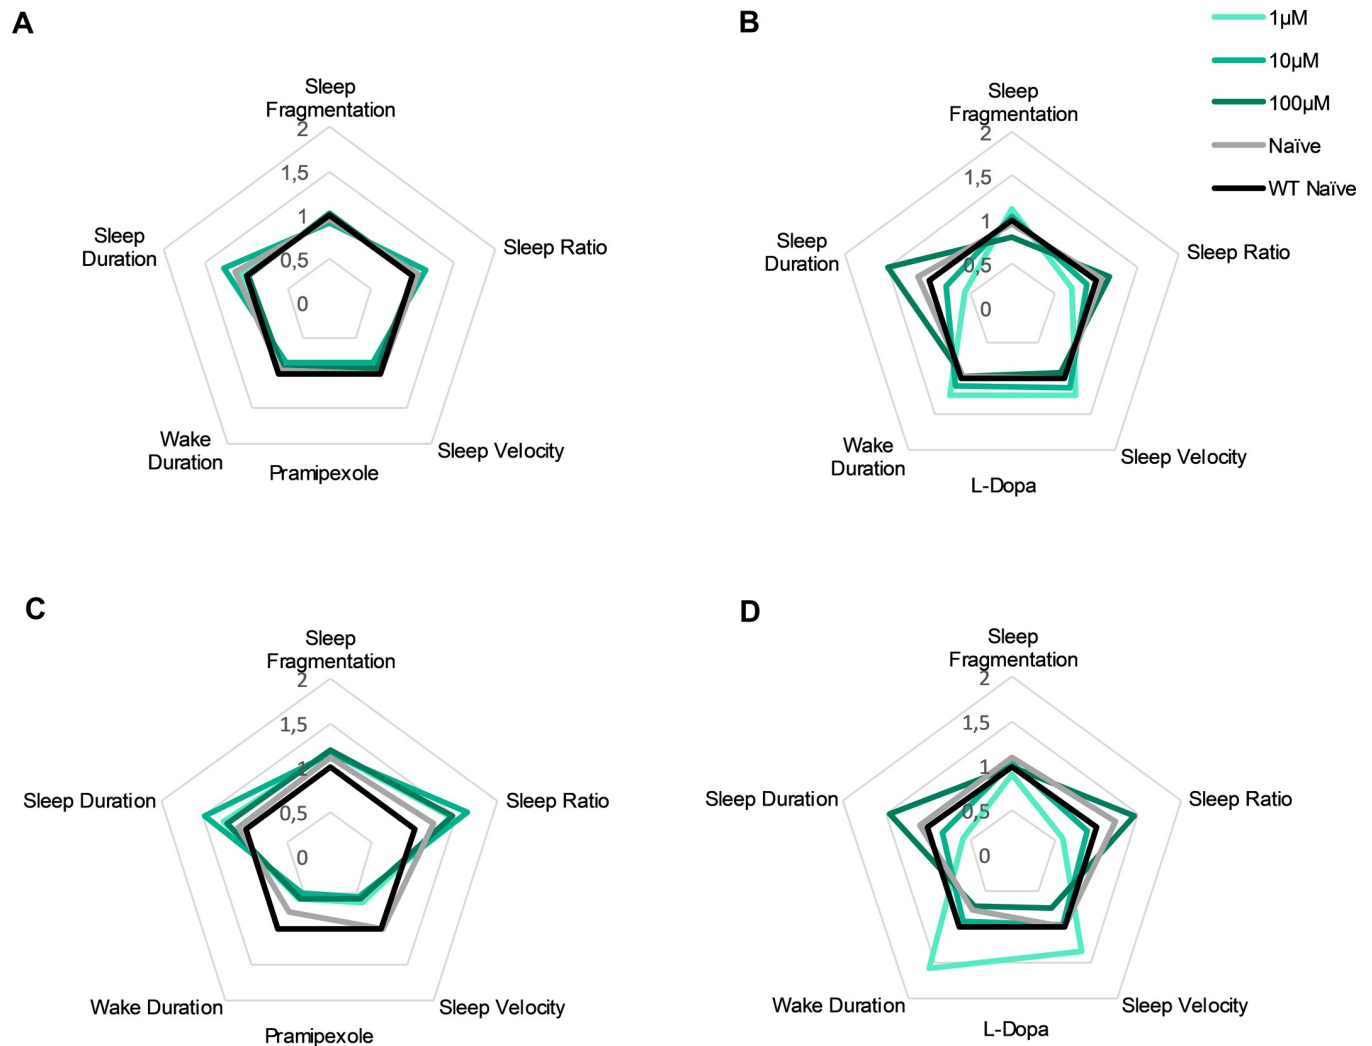 A
Sleep
Fragmentation
2
1,5
1
0,5
0
Sleep
Duration
Sleep Ratio
Wake
Duration
Sleep Velocity
Pramipexole
B
1µM
10µM
100µM
Naïve
WT Naïve
Sleep
Fragmentation
2
1,5
1
0,5
0
Sleep
Duration
Sleep Ratio
Wake
Duration
Sleep Velocity
L-Dopa
C
Sleep
Fragmentation
2
1,5
1
0,5
0
Sleep Duration
Sleep Ratio
Wake Duration
Sleep Velocity
Pramipexole
D
Sleep
Fragmentation
2
1,5
1
0,5
0
Sleep Duration
Sleep Ratio
Wake Duration
Sleep Velocity
L-Dopa